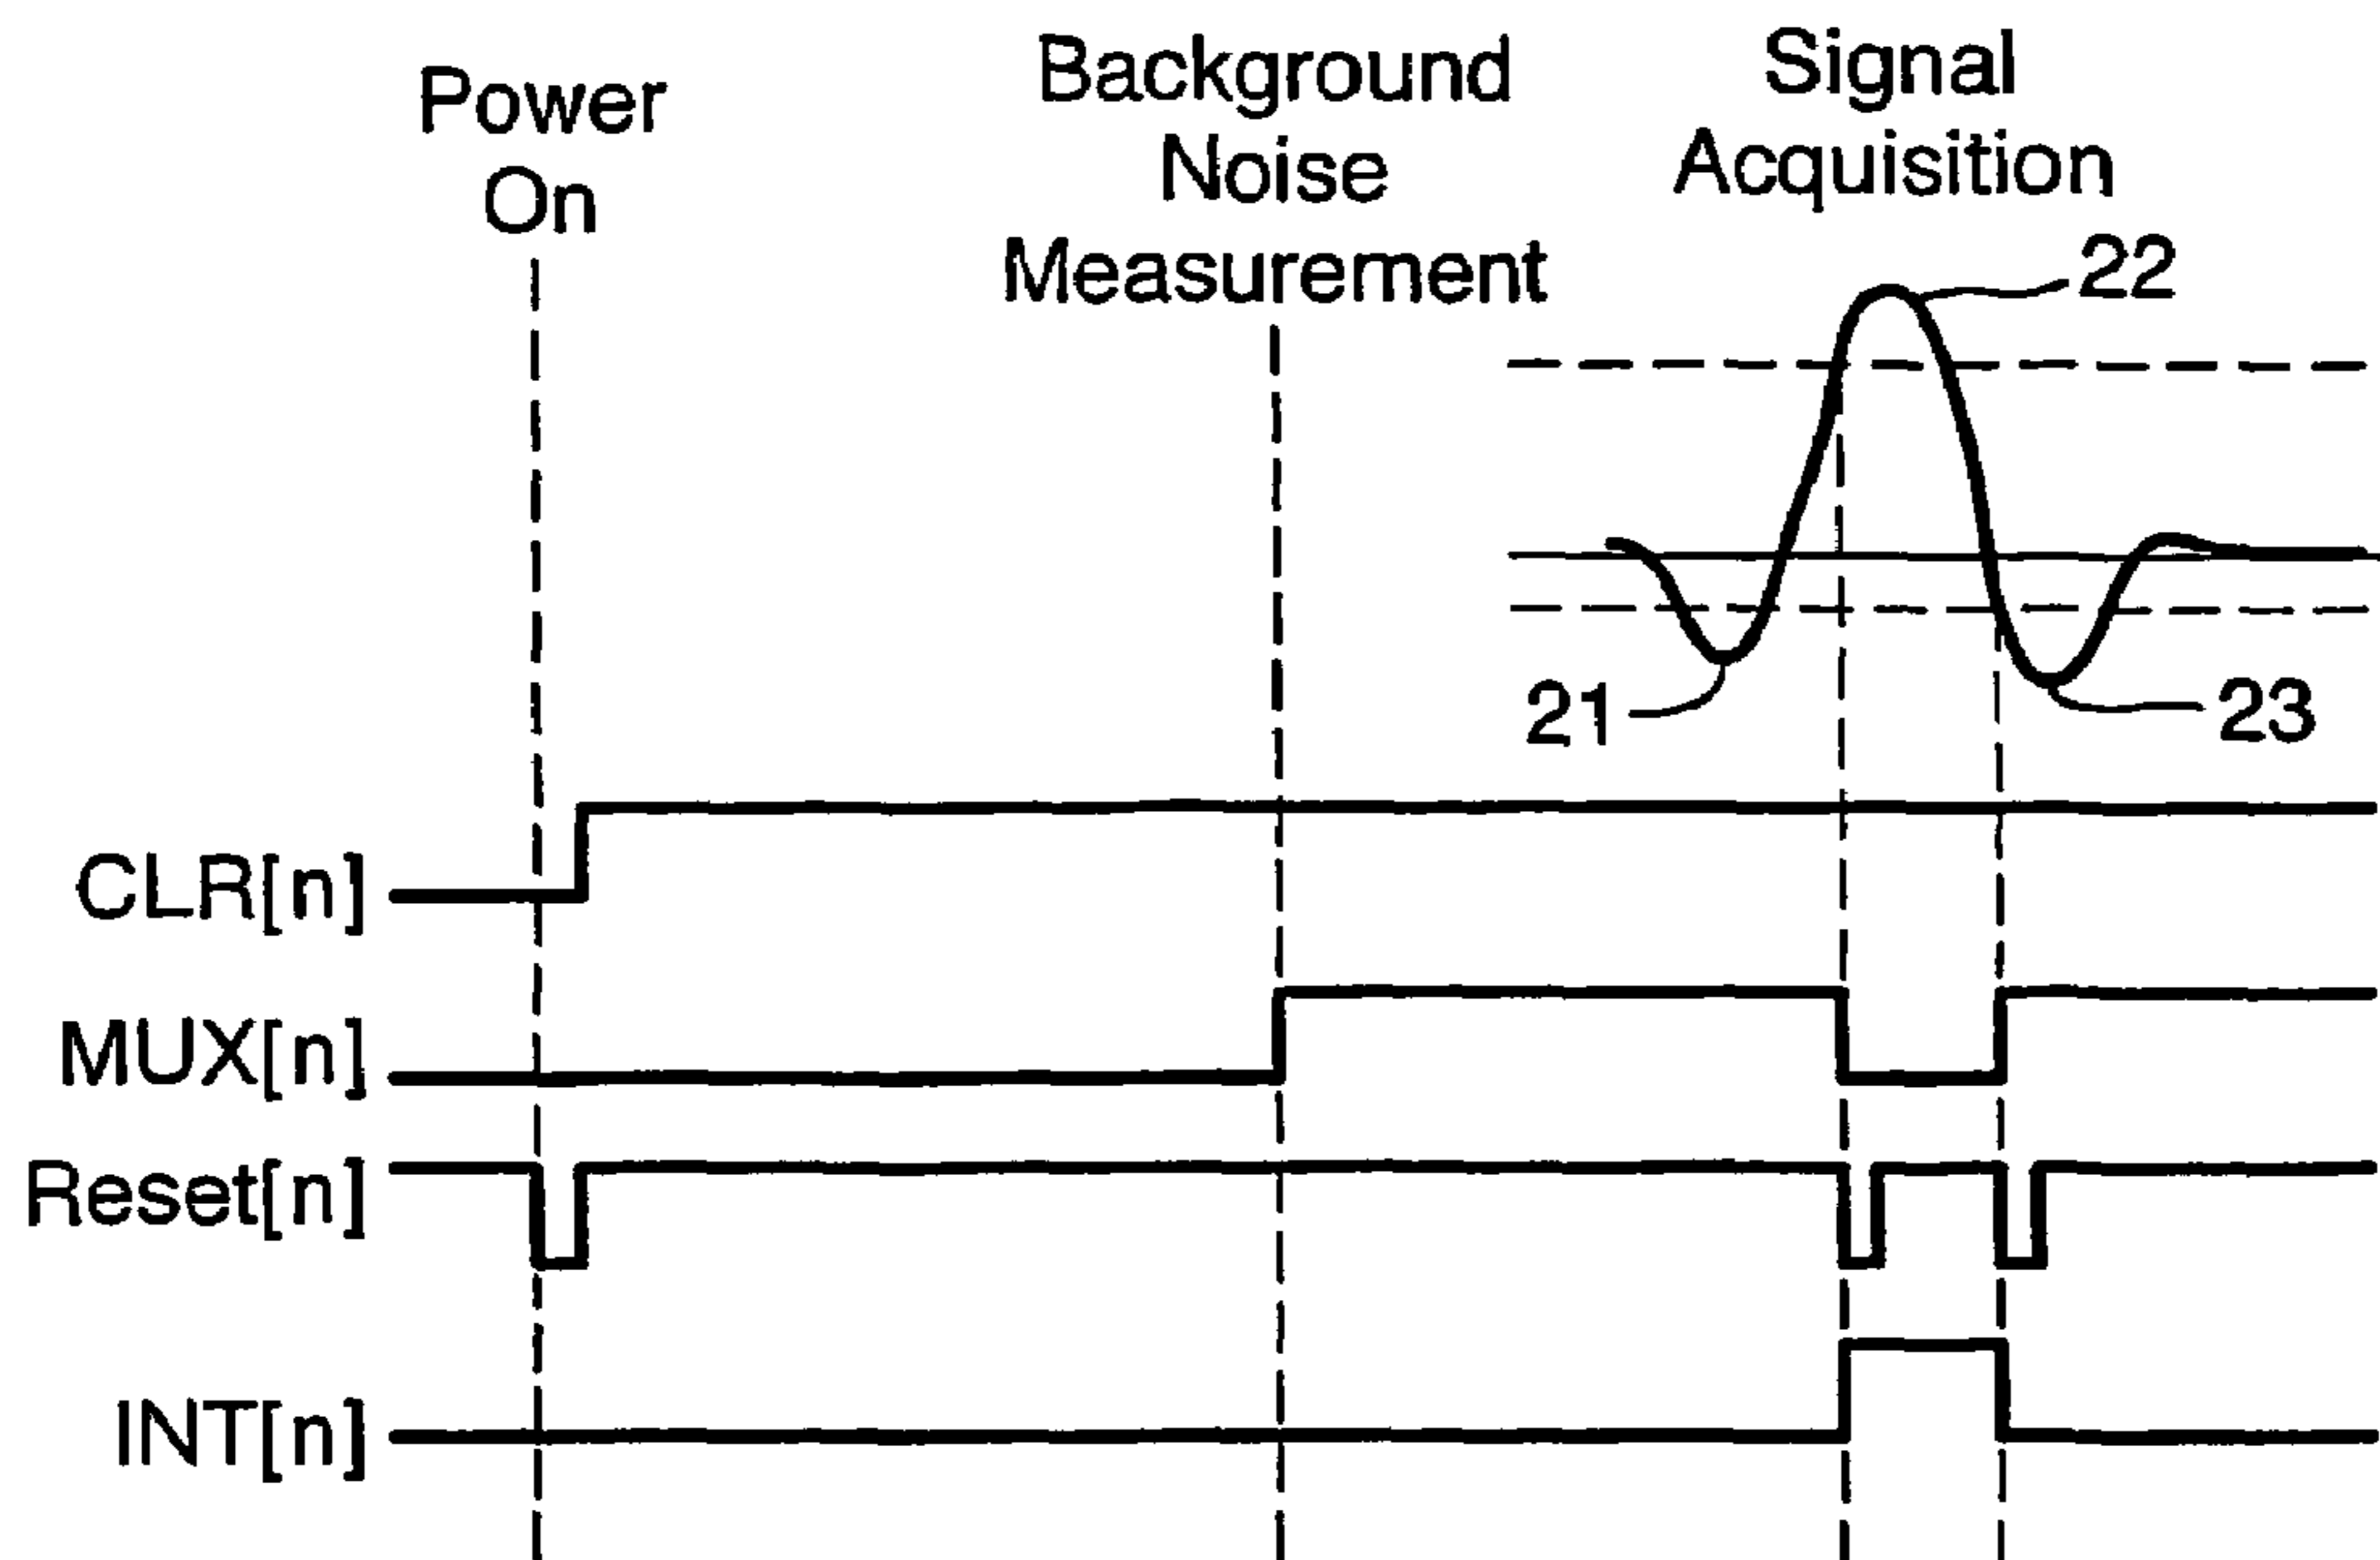 Power
On
Background
Noise
Measurement
Signal
Acquisition
22
21
23
CLR[n]
MUX[n]
Reset[n]
INT[n]